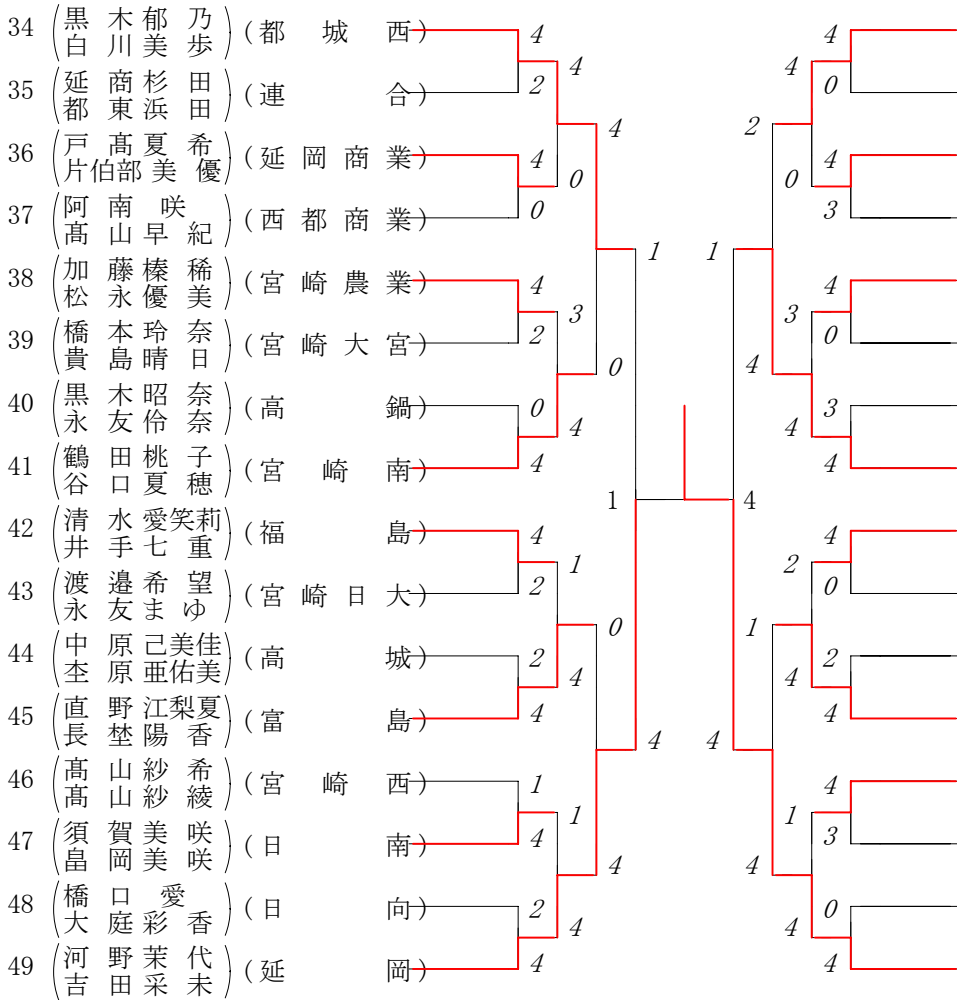 黒木郁乃
34 (都城西) 4 4
白川美歩
4 4
延商杉田
35 (連合) 2 0
都東浜田
4 2
戸髙夏希
36 (延岡商業) 4 4
片伯部美優
0 0
阿南咲
37 (西都商業) 0 3
髙山早紀
1 1
加藤榛稀
38 (宮崎農業) 4 4
松永優美
3 3
橋本玲奈
39 (宮崎大宮) 2 0
貴島晴日
0 4
黒木昭奈
40 (高鍋) 0 3
永友伶奈
4 4
鶴田桃子
41 (宮崎南) 4 4
谷口夏穂
1 4
清水愛笑莉
42 (福島) 4 4
井手七重
1 2
渡邉希望
43 (宮崎日大) 2 0
永友まゆ
0 1
中原己美佳
44 (高城) 2 2
杢原亜佑美
4 4
直野江梨夏
45 (富島) 4 4
長埜陽香
4 4
髙山紗希
46 (宮崎西) 1 4
髙山紗綾
1 1
須賀美咲
47 (日南) 4 3
畠岡美咲
4 4
橋口愛
48 (日向) 2 0
大庭彩香
4 4
河野茉代
49 (延岡) 4 4
吉田采未